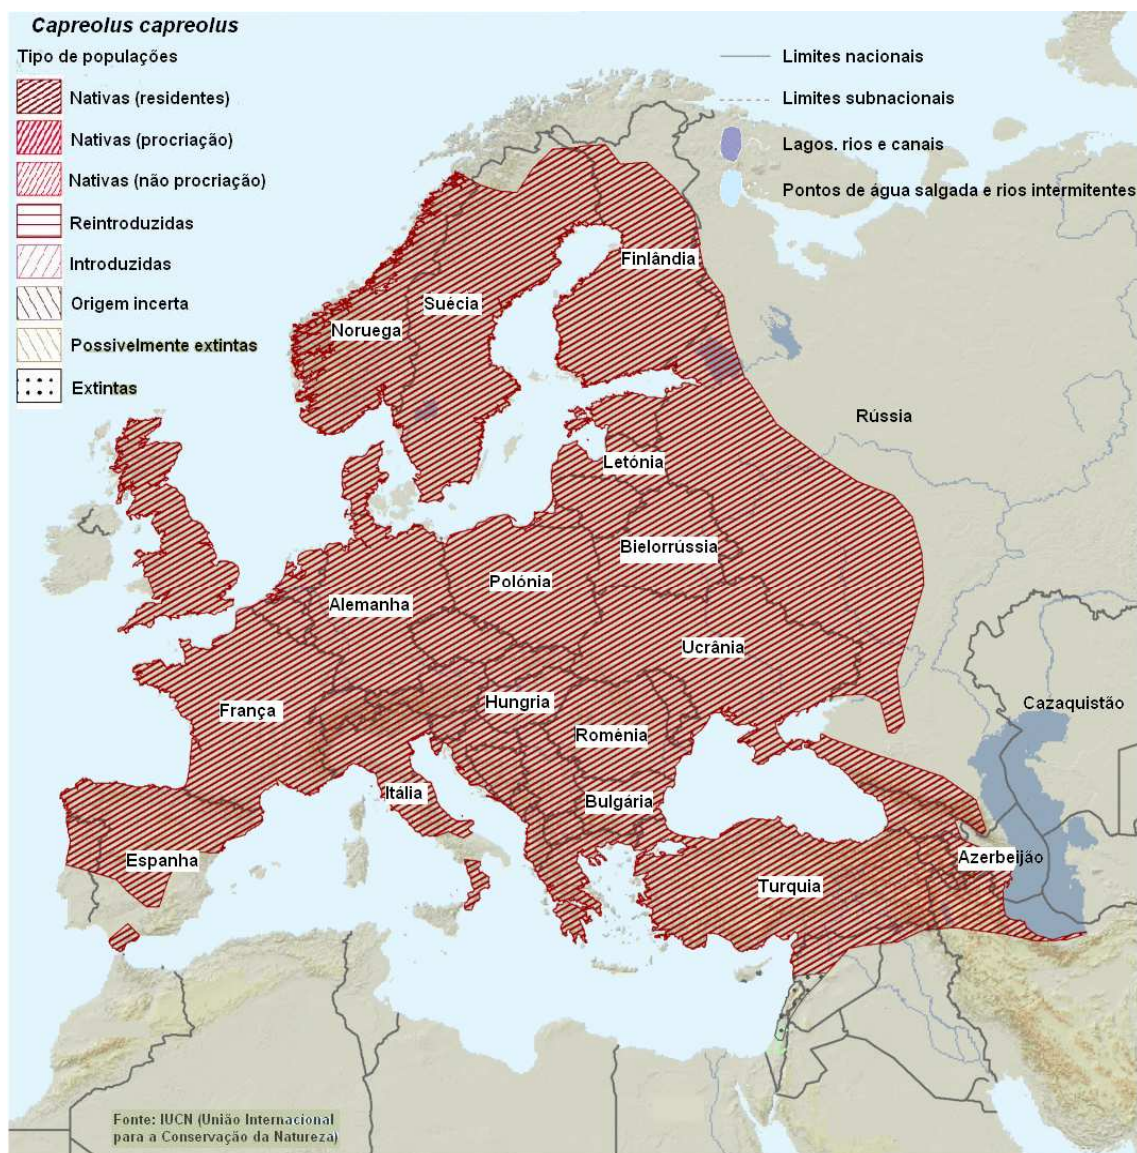 Capreolus capreolus
Tipo de populações
Nativas (residentes)
Nativas (procriação)
Nativas (não procriação)
Reintroduzidas
Introduzidas
Origem incerta
Possivelmente extintas
Extintas
Limites nacionais
Limites subnacionais
Lagos. rios e canais
Pontos de água salgada e rios intermitentes
Finlândia
Suécia
Noruega
Rússia
Letónia
Bielorrússia
Polónia
Alemanha
Ucrânia
Hungria
França
Cazaquistão
Roménia
Itália
Bulgária
Espanha
Azerbeijão
Turquia
Fonte: IUCN (União Internacional
para a Conservação da Natureza)